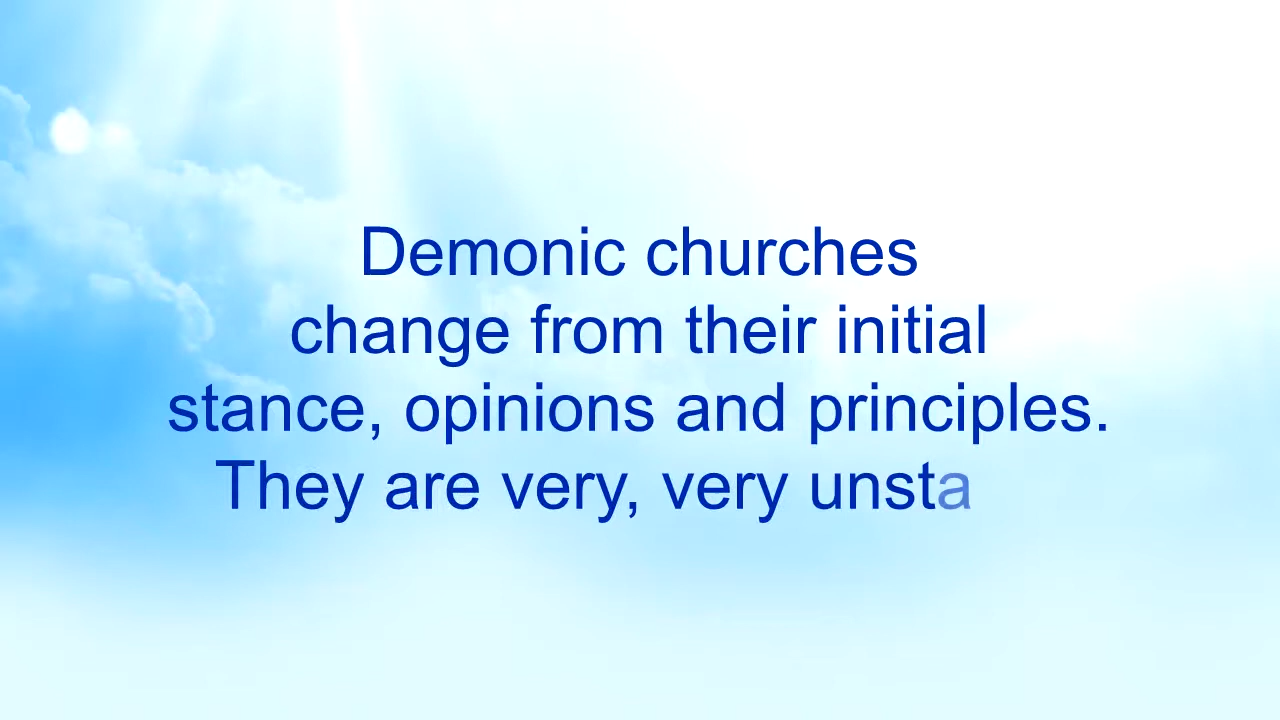 Demonic churches
change from their initial
stance, opinions and principles.
They are very, very unsta